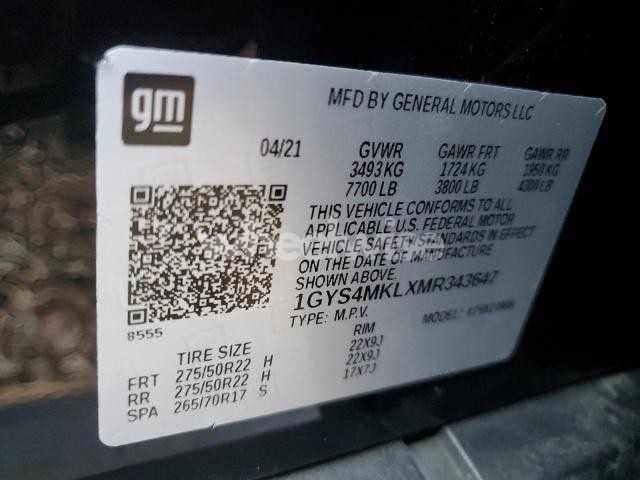 gm
MFD BY GENERAL MOTORS LLC
04/21 GVWR GAWR FRT GAWR RR
3493 KG 1724 KG 1950 KG
7700 LB 3800 LB 4300 LB
THIS VEHICLE CONFORMS TO ALL
APPLICABLE U.S. FEDERAL MOTOR
VEHICLE SAFETY STANDARDS IN EFFECT
ON THE DATE OF MANUFACTURE
SHOWN ABOVE.
1GYS4MKLXMR343647
TYPE: M.P.V. MODEL:
8555
TIRE SIZE RIM
FRT 275/50R22 H 22X9J
RR 275/50R22 H 22X9J
SPA 265/70R17 S 17X7J